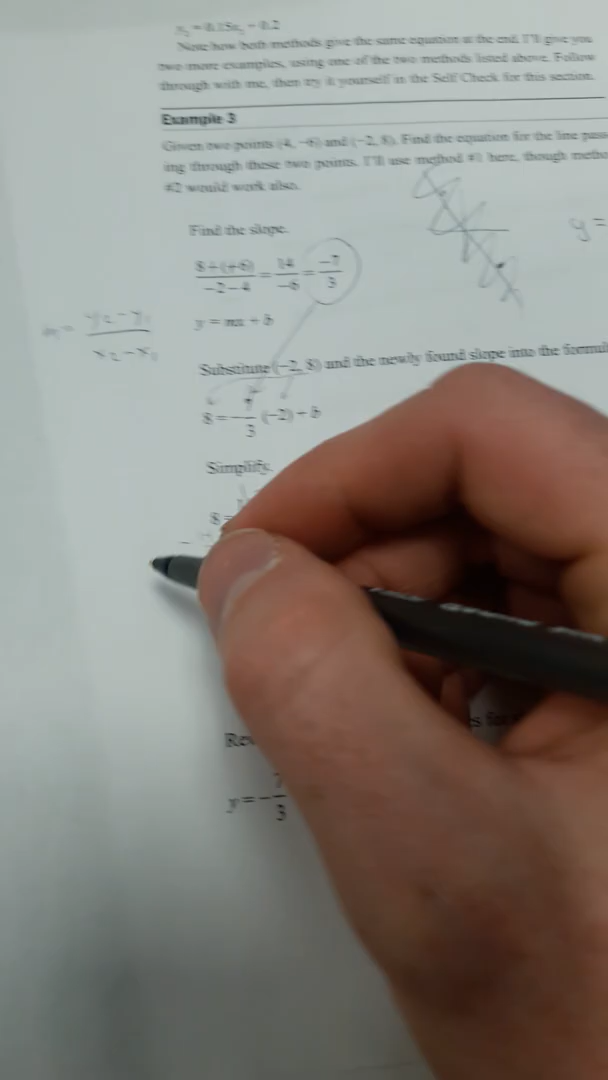 Note how both methods give the same equation at the end. I'll give you
two more examples, using one of the two methods listed above. Follow
through with me, then try it yourself in the Self Check for this section.
Example 3
Given two points (4, −6) and (−2, 8). Find the equation for the line pass-
ing through these two points. I'll use method #1 here, though
#2 would work also.
y =
Find the slope.
8+(+6)/−2−4 = 14/−6 = −7/3
y = mx + b
m = y2 − y1/x2 − x1
Substitute (−2, 8) and the newly found slope into the
8 = −7/3 (−2) + b
Simplify.
8 =
y = −7/3